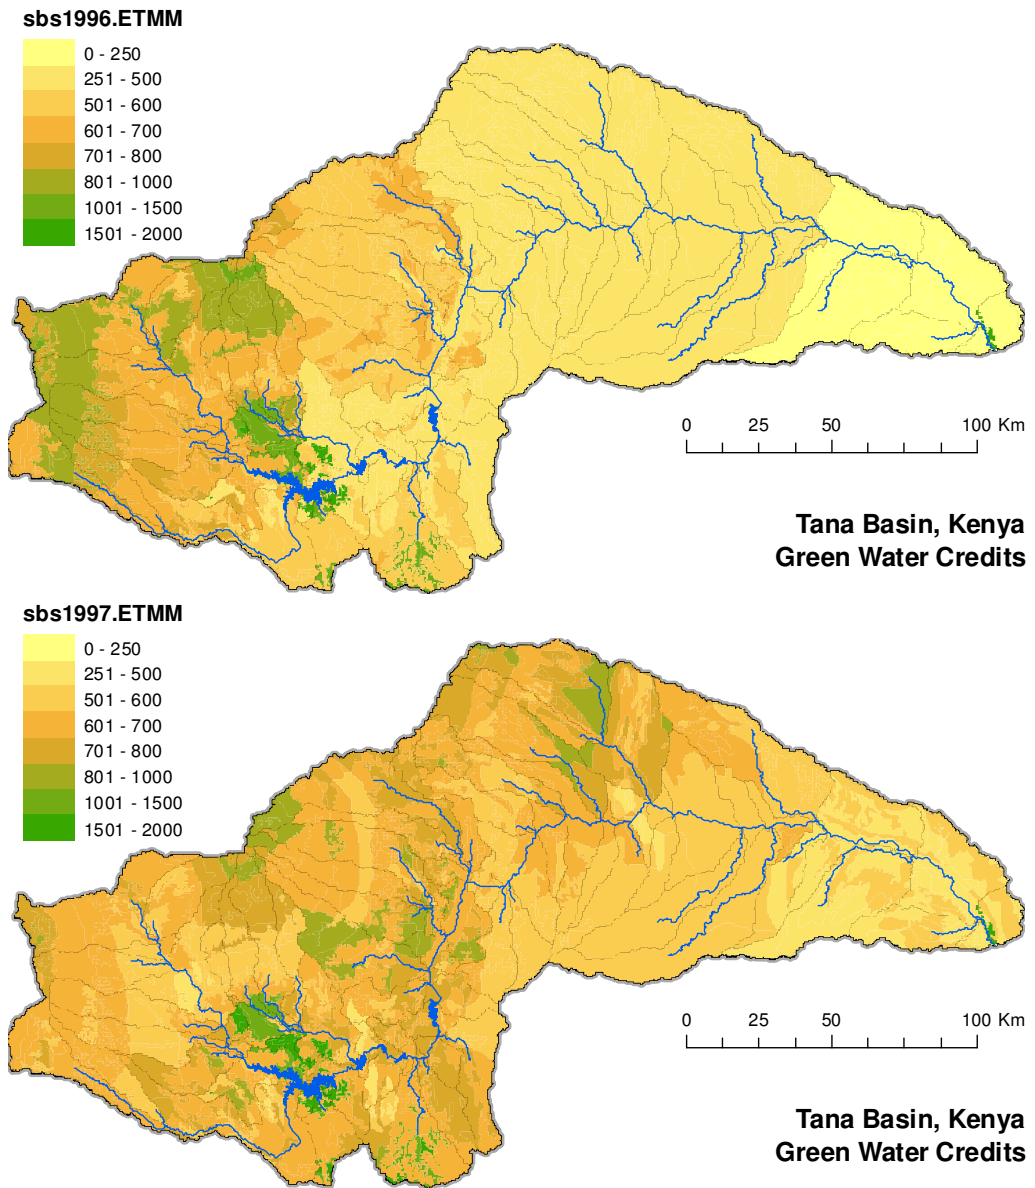 sbs1996.ETMM
0 - 250
251 - 500
501 - 600
601 - 700
701 - 800
801 - 1000
1001 - 1500
1501 - 2000
0 25 50 100 Km
Tana Basin, Kenya
Green Water Credits
sbs1997.ETMM
0 - 250
251 - 500
501 - 600
601 - 700
701 - 800
801 - 1000
1001 - 1500
1501 - 2000
0 25 50 100 Km
Tana Basin, Kenya
Green Water Credits